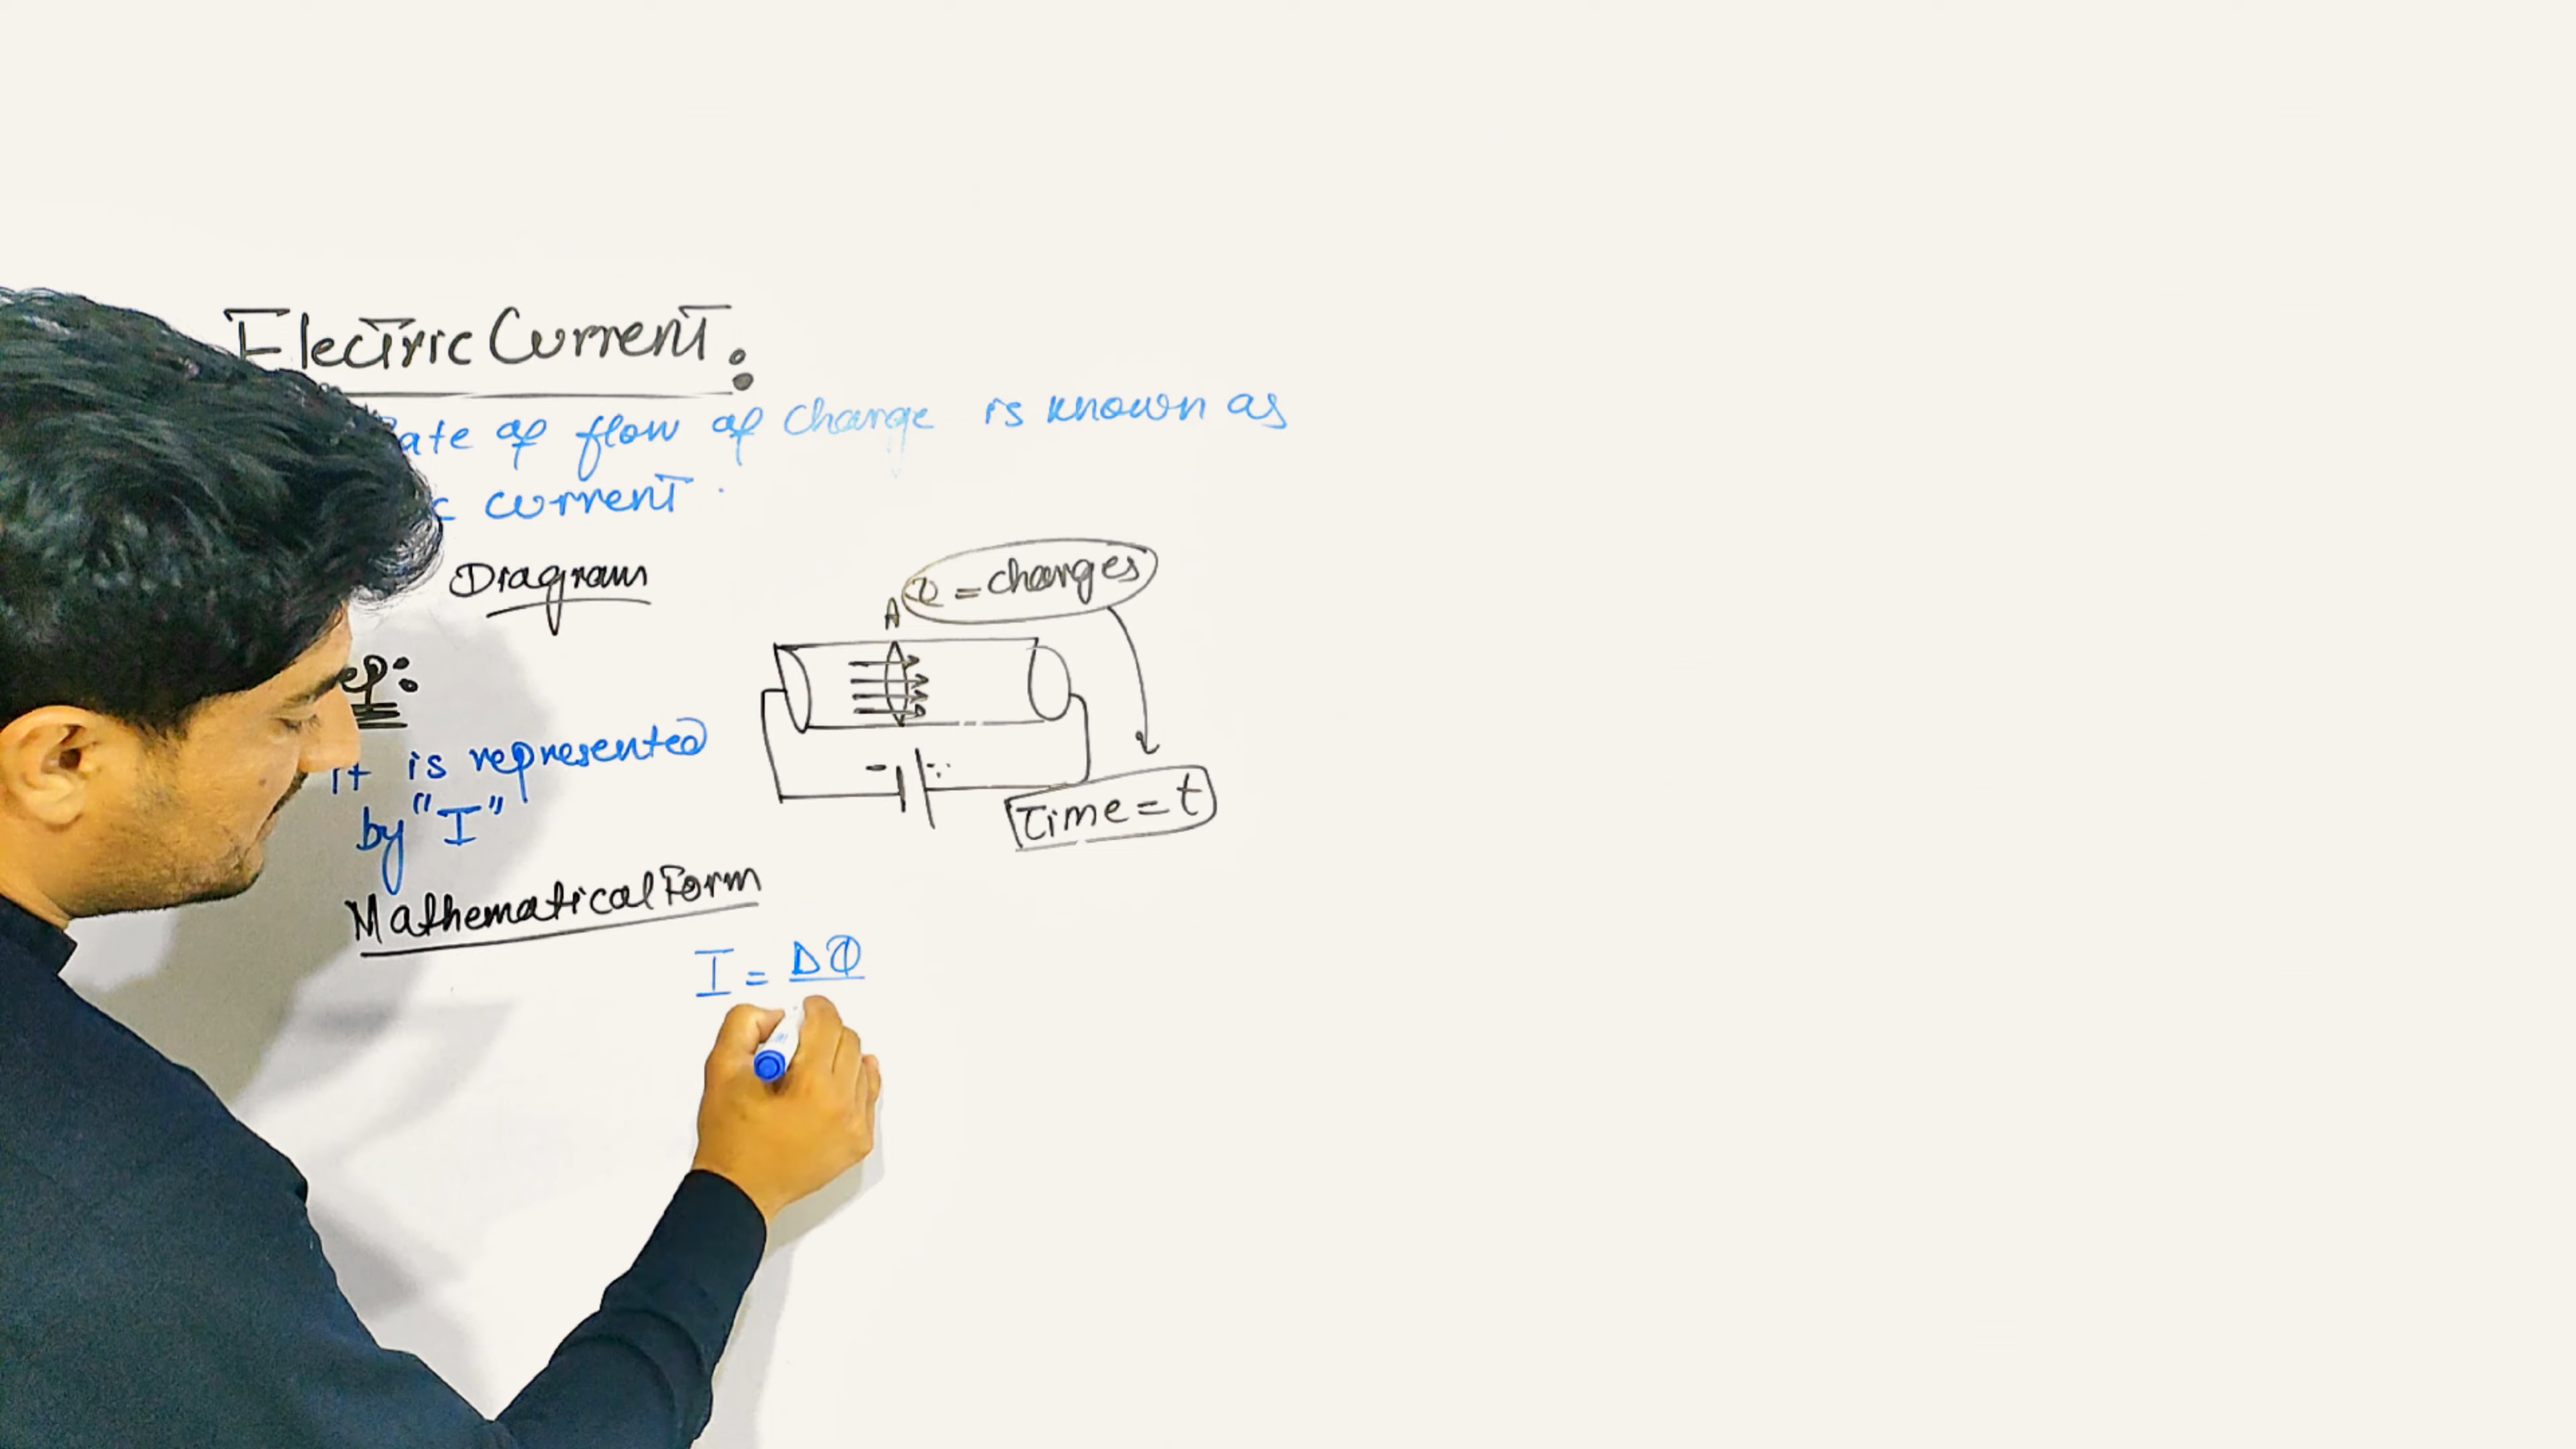 Electric Current:
Rate of flow of charge is known as
c current.
Diagram
= charges
A
ep:
It is represented
by "I"
-
Time = t
Mathematical Form
I = ΔQ